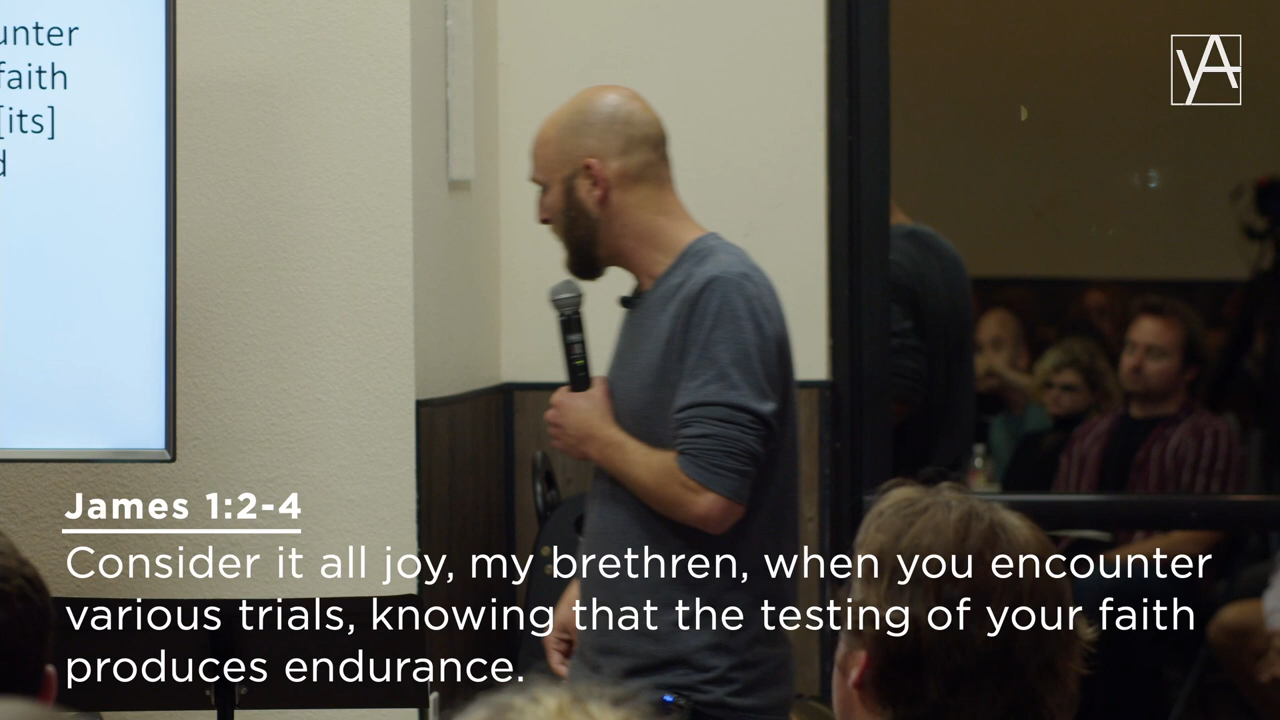 unter
faith
[its]
d
yA
James 1:2-4
Consider it all joy, my brethren, when you encounter
various trials, knowing that the testing of your faith
produces endurance.